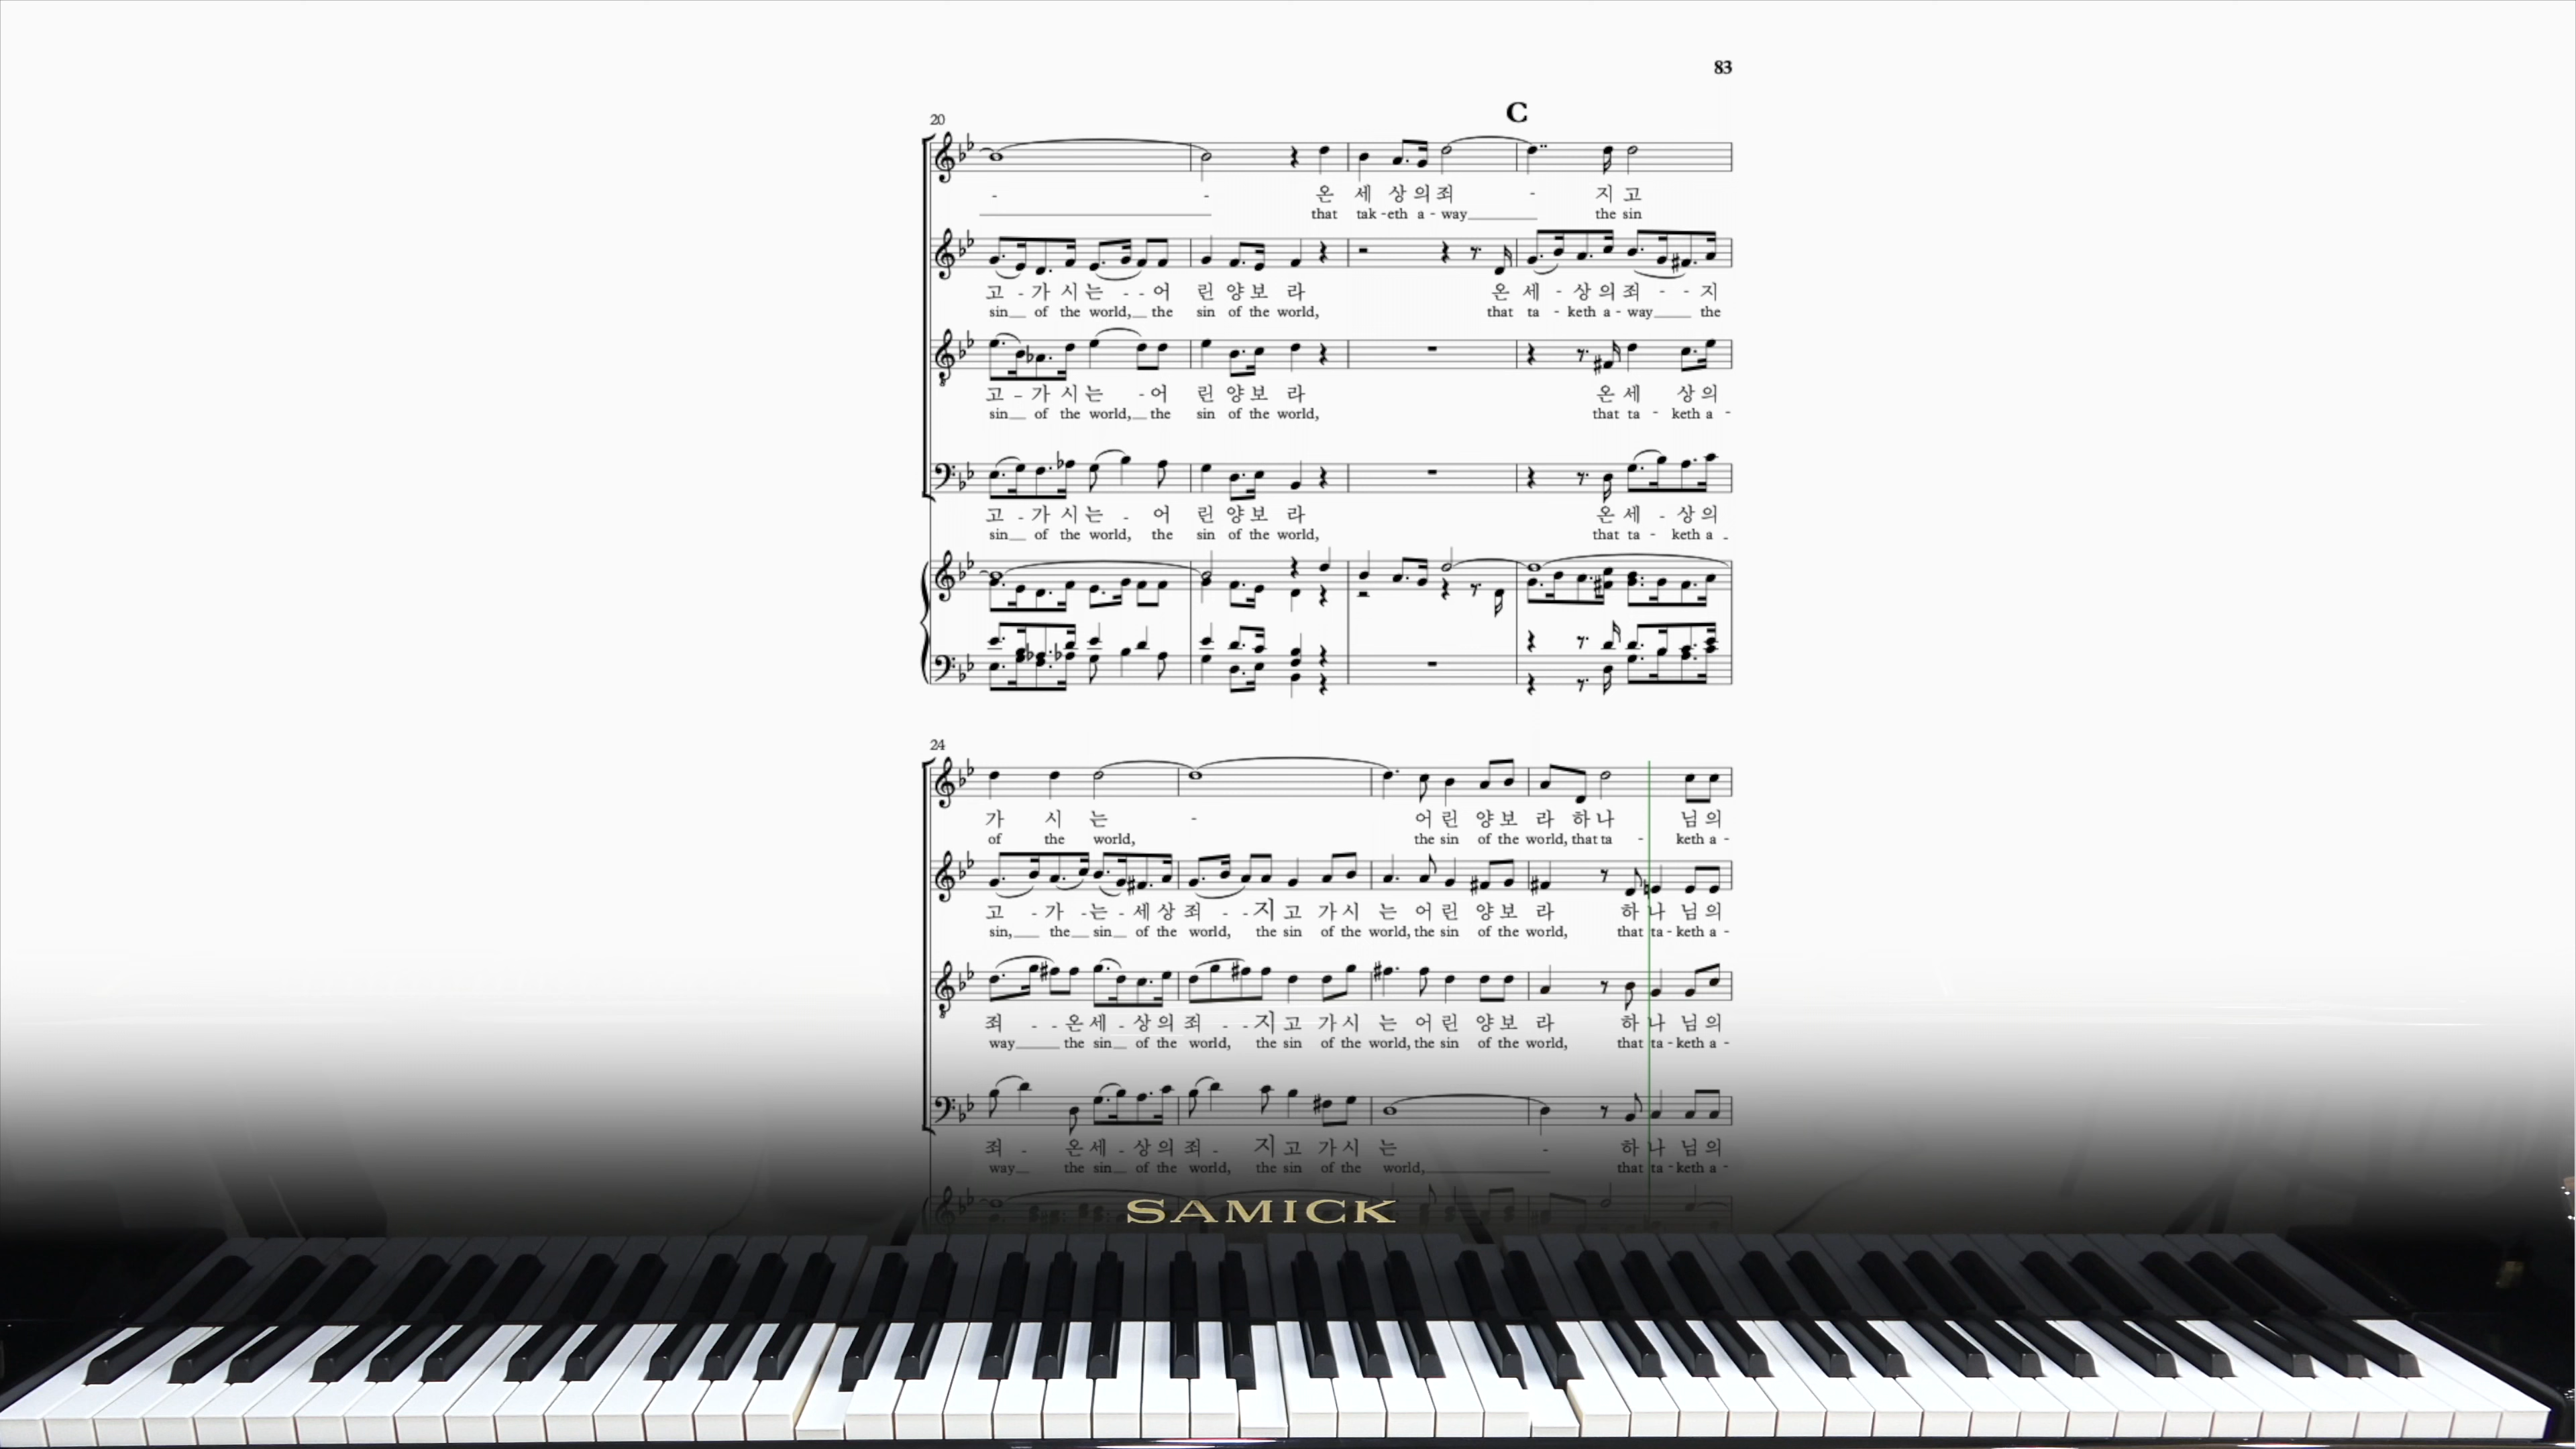 83
C
20
- - 온 세 상 의 죄 - 지 고
that tak - eth a - way the sin
고 - 가 시 는 - - 어 린 양 보 라 온 세 - 상 의 죄 - - 지
sin of the world, the sin of the world, that ta - keth a - way the
고 - 가 시 는 - 어 린 양 보 라 온 세 상 의
sin of the world, the sin of the world, that ta - keth a -
고 - 가 시 는 - 어 린 양 보 라 온 세 - 상 의
sin of the world, the sin of the world, that ta - keth a -
24
가 시 는 - 어 린 양 보 라 하 나 님 의
of the world, the sin of the world, that ta - keth a -
고 - 가 - 는 - 세 상 죄 - - 지 고 가 시 는 어 린 양 보 라 하 나 님 의
sin, the sin of the world, the sin of the world, the sin of the world, that ta - keth a -
죄 - - 온 세 - 상 의 죄 - - 지 고 가 시 는 어 린 양 보 라 하 나 님 의
way the sin of the world, the sin of the world, the sin of the world, that ta - keth a -
죄 - 온 세 - 상 의 죄 - 지 고 가 시 는 - 하 나 님 의
way the sin of the world, the sin of the world, that ta - keth a -
SAMICK